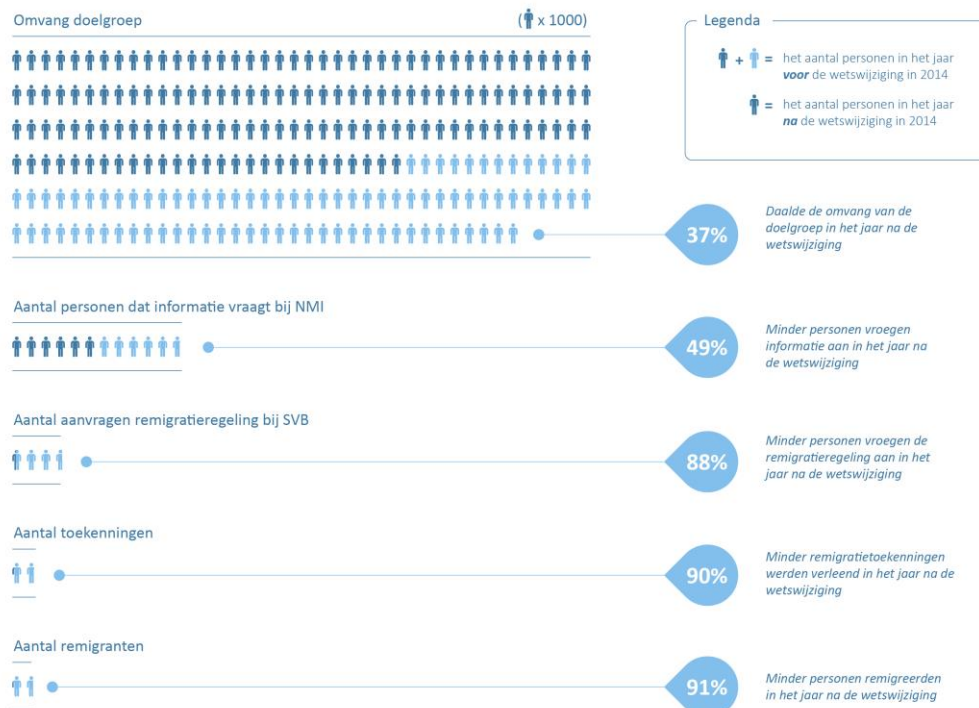 Omvang doelgroep
( x 1000)
Legenda
+ = het aantal personen in het jaar
voor de wetswijziging in 2014
= het aantal personen in het jaar
na de wetswijziging in 2014
37%
Daalde de omvang van de
doelgroep in het jaar na de
wetswijziging
Aantal personen dat informatie vraagt bij NMI
49%
Minder personen vroegen
informatie aan in het jaar na
de wetswijziging
Aantal aanvragen remigratieregeling bij SVB
88%
Minder personen vroegen de
remigratieregeling aan in het
jaar na de wetswijziging
Aantal toekenningen
90%
Minder remigratietoekenningen
werden verleend in het jaar na de
wetswijziging
Aantal remigranten
91%
Minder personen remigreerden
in het jaar na de wetswijziging